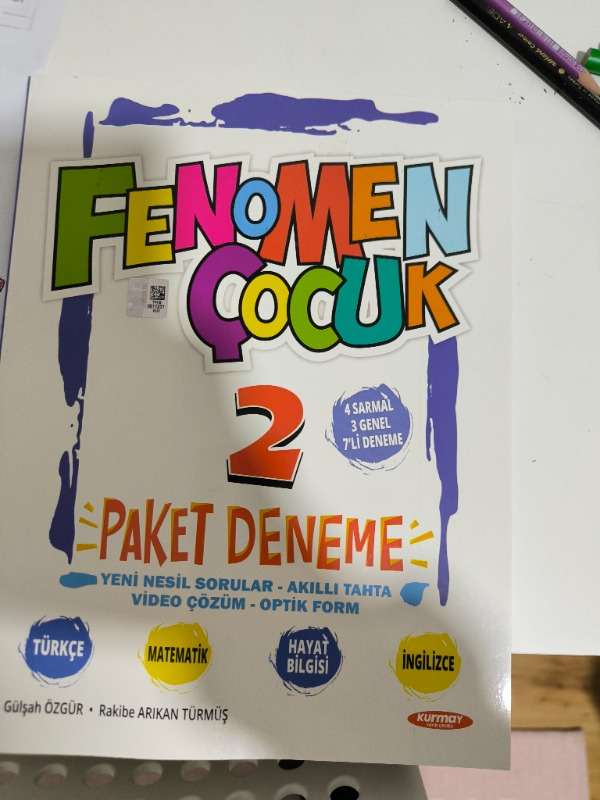 FENOMEN
ÇOCUK
2
4 SARMAL
3 GENEL
7'Lİ DENEME
PAKET DENEME
YENİ NESİL SORULAR - AKILLI TAHTA
VİDEO ÇÖZÜM - OPTİK FORM
TÜRKÇE
MATEMATİK
HAYAT
BİLGİSİ
İNGİLİZCE
Gülşah ÖZGÜR • Rakibe ARIKAN TÜRMÜŞ
kurmay